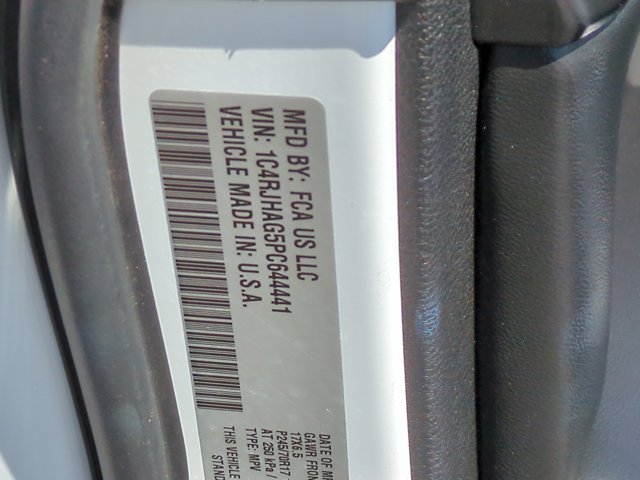 MFD BY: FCA US LLC
VIN: 1C4RJHAG5PC644441
VEHICLE MADE IN: U.S.A.
DATE OF M
GAWR FRON
17X6.5
P245/70R17
AT 250 kPa /
TYPE: MPV
THIS VEHICLE
STAND